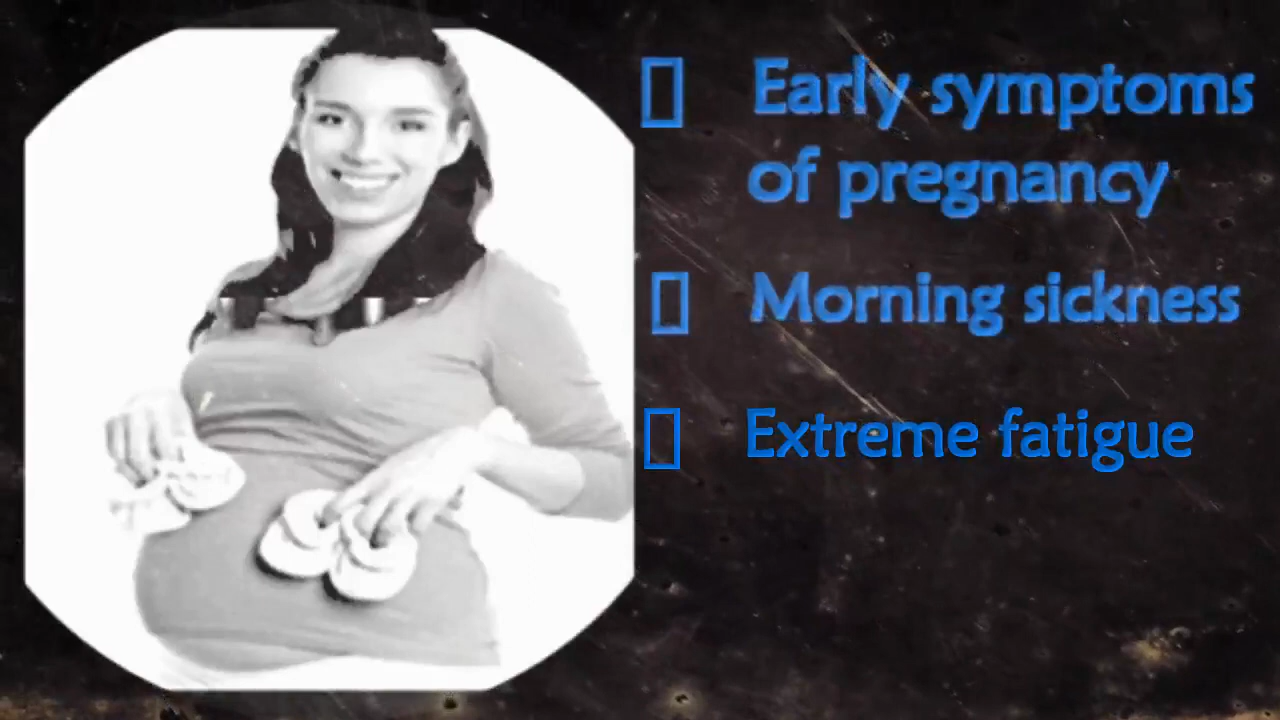 Early symptoms
of pregnancy
Morning sickness
Extreme fatigue